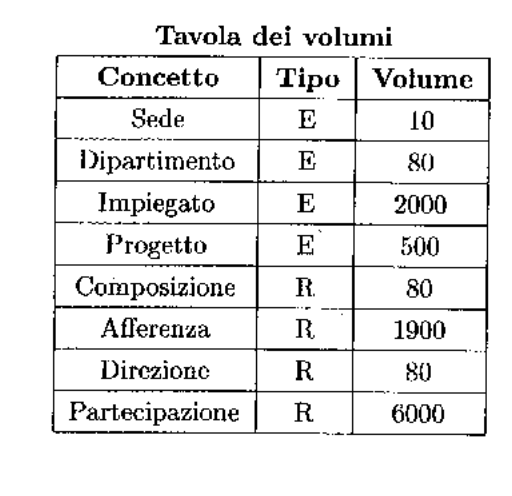 Tavola dei volumi
Concetto Tipo Volume
Sede E 10
Dipartimento E 80
Impiegato E 2000
Progetto E 500
Composizione R 80
Afferenza R 1900
Direzione R 80
Partecipazione R 6000